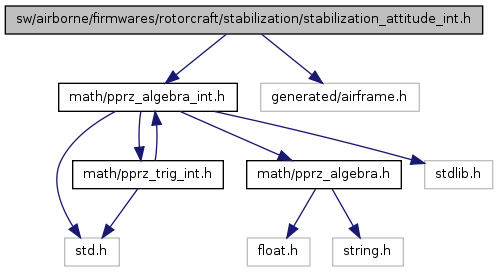 sw/airborne/firmwares/rotorcraft/stabilization/stabilization_attitude_int.h
math/pprz_algebra_int.h
generated/airframe.h
math/pprz_trig_int.h
math/pprz_algebra.h
stdlib.h
std.h
float.h
string.h